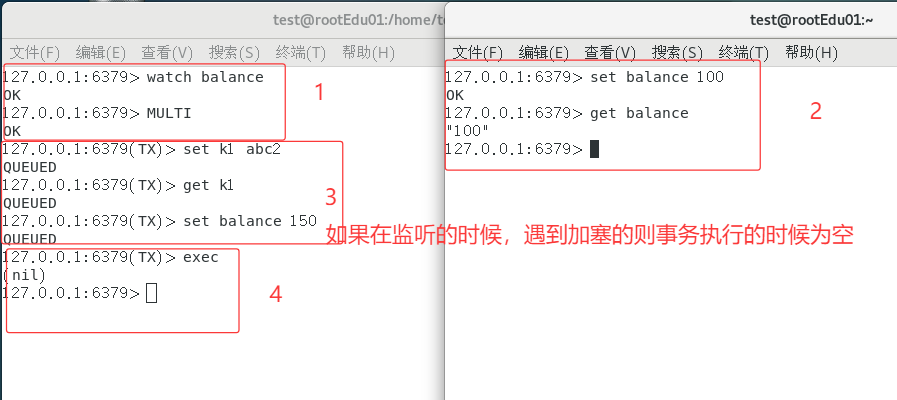 test@rootEdu01:/home/te
文件(F) 编辑(E) 查看(V) 搜索(S) 终端(T) 帮助(H)
127.0.0.1:6379> watch balance
OK
127.0.0.1:6379> MULTI
OK
1
127.0.0.1:6379(TX)> set k1 abc2
QUEUED
127.0.0.1:6379(TX)> get k1
QUEUED
127.0.0.1:6379(TX)> set balance 150
QUEUED
3
127.0.0.1:6379(TX)> exec
(nil)
127.0.0.1:6379>
4
test@rootEdu01:~
文件(F) 编辑(E) 查看(V) 搜索(S) 终端(T) 帮助(H)
127.0.0.1:6379> set balance 100
OK
127.0.0.1:6379> get balance
"100"
127.0.0.1:6379>
2
如果在监听的时候，遇到加塞的则事务执行的时候为空